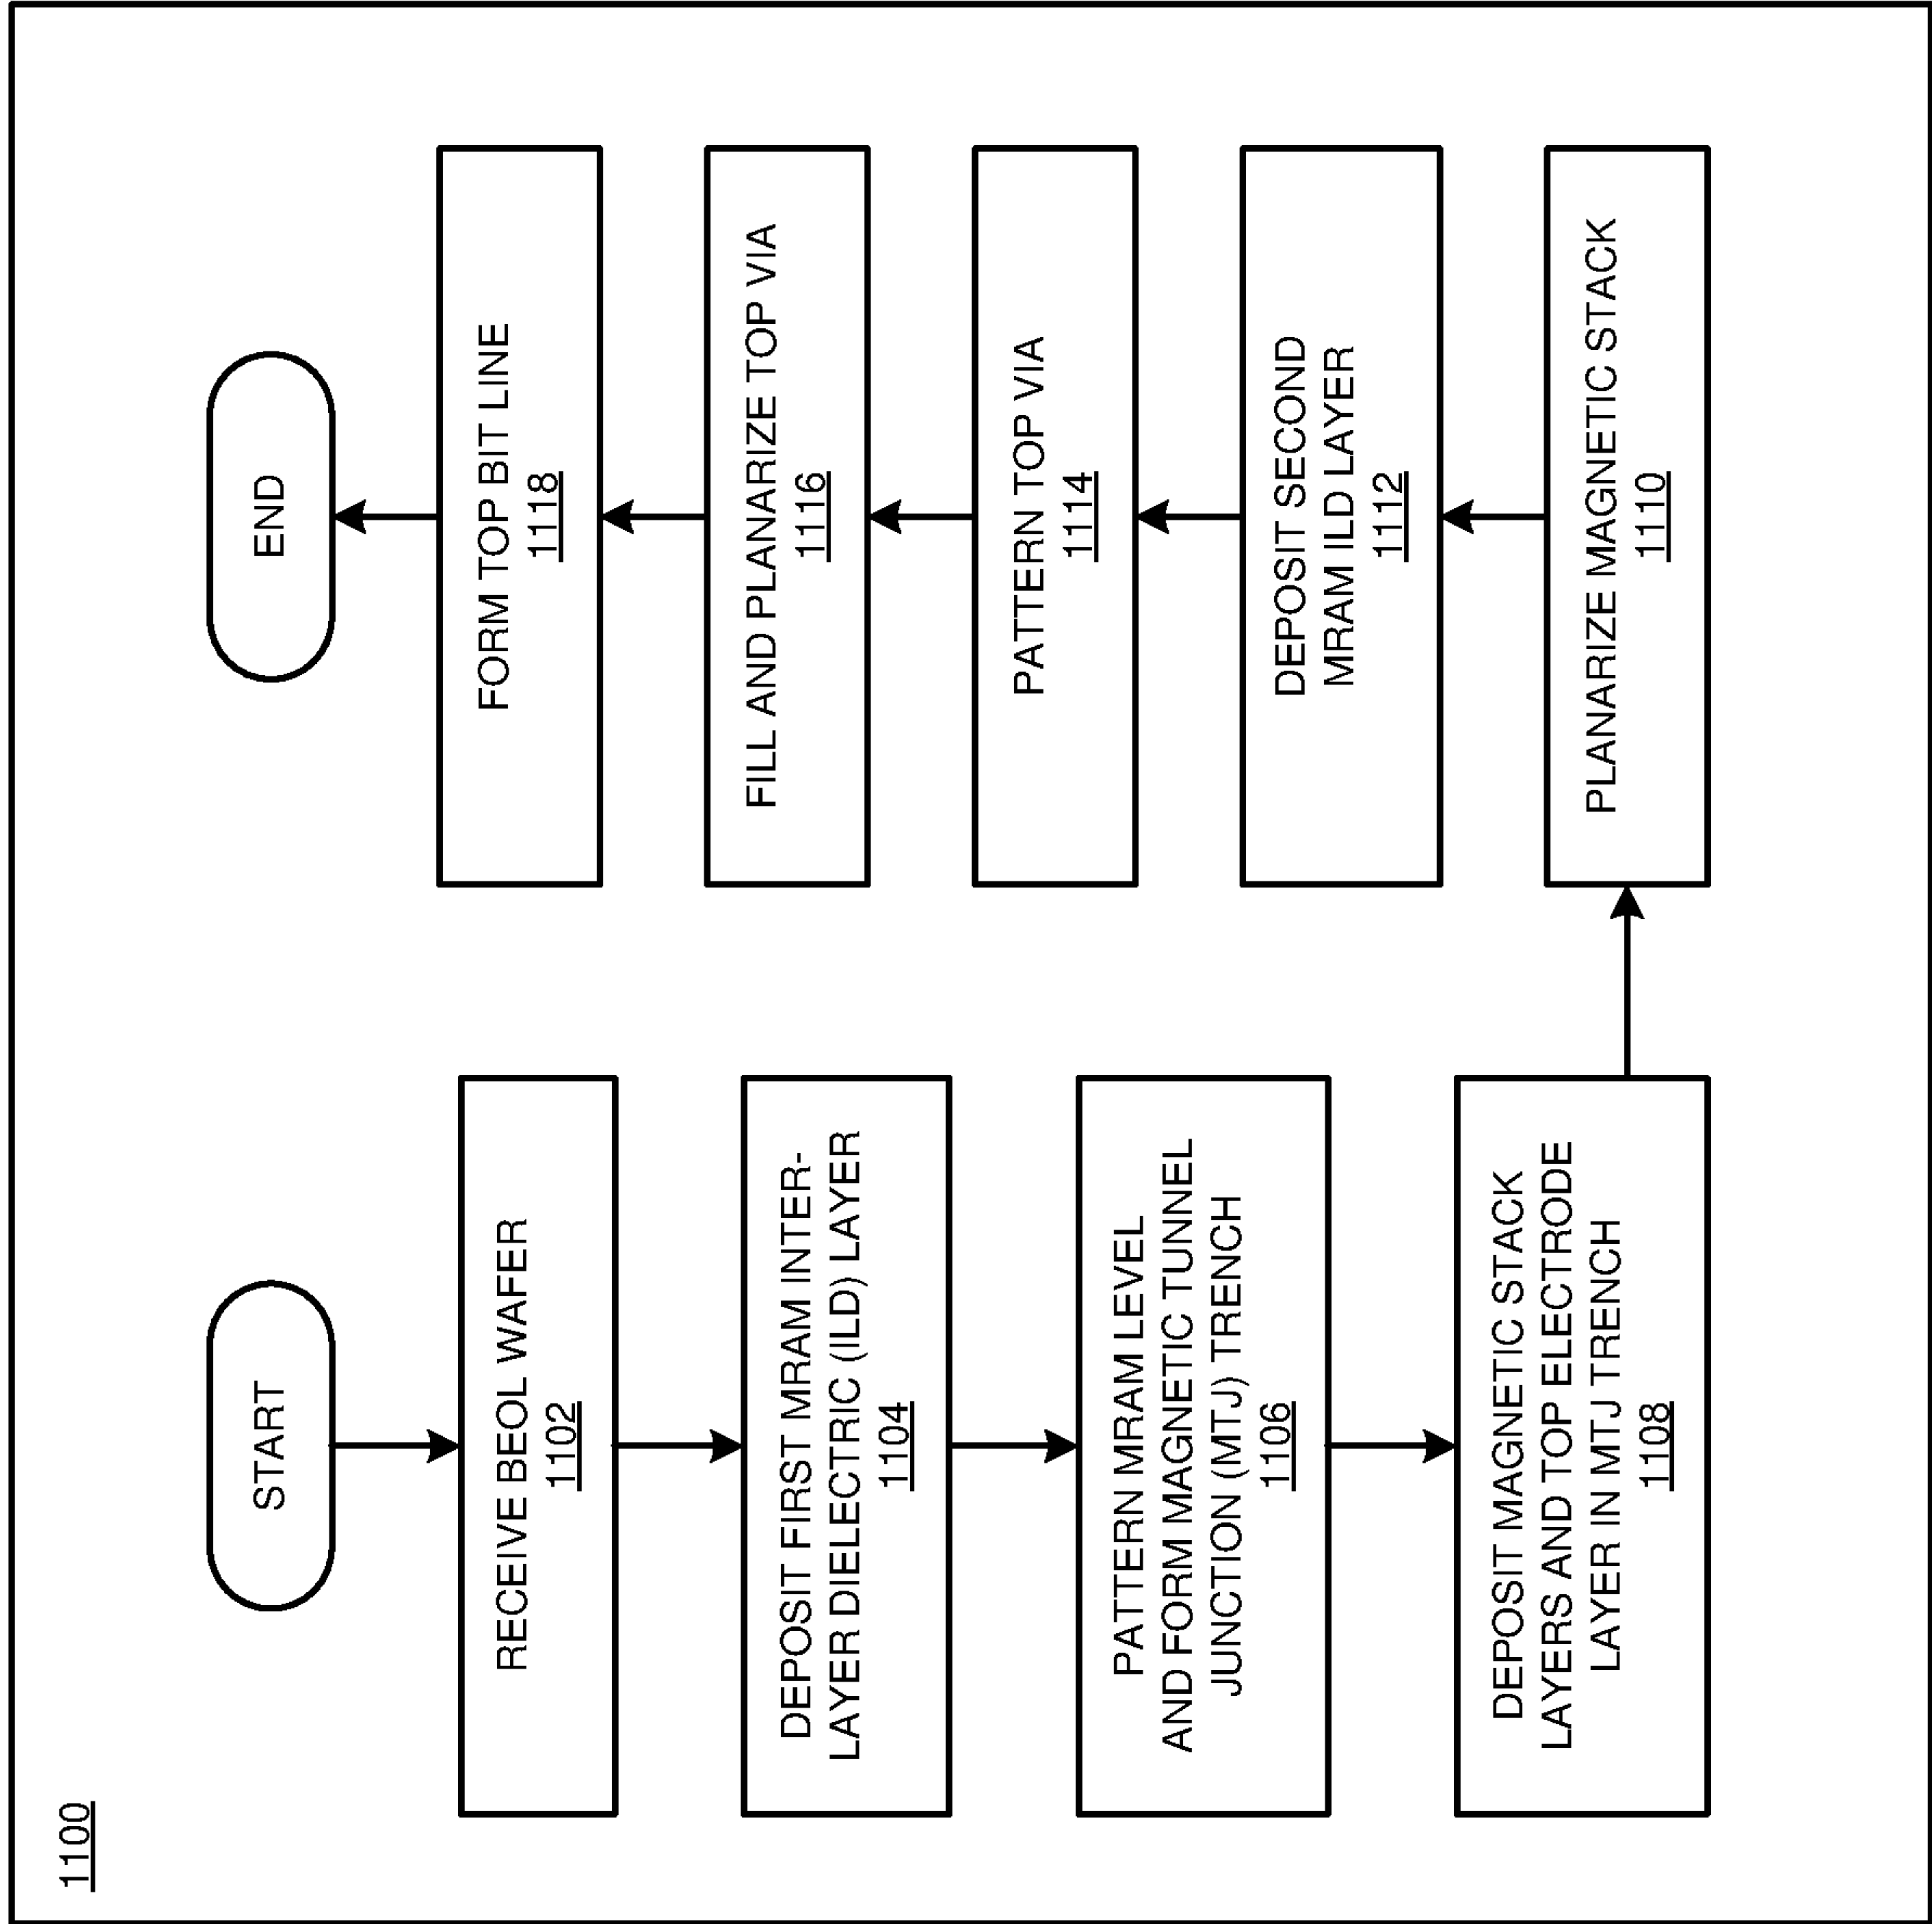 1100
START
RECEIVE BEOL WAFER
1102
DEPOSIT FIRST MRAM INTER-
LAYER DIELECTRIC (ILD) LAYER
1104
PATTERN MRAM LEVEL
AND FORM MAGNETIC TUNNEL
JUNCTION (MTJ) TRENCH
1106
DEPOSIT MAGNETIC STACK
LAYERS AND TOP ELECTRODE
LAYER IN MTJ TRENCH
1108
PLANARIZE MAGNETIC STACK
1110
DEPOSIT SECOND
MRAM ILD LAYER
1112
PATTERN TOP VIA
1114
FILL AND PLANARIZE TOP VIA
1116
FORM TOP BIT LINE
1118
END